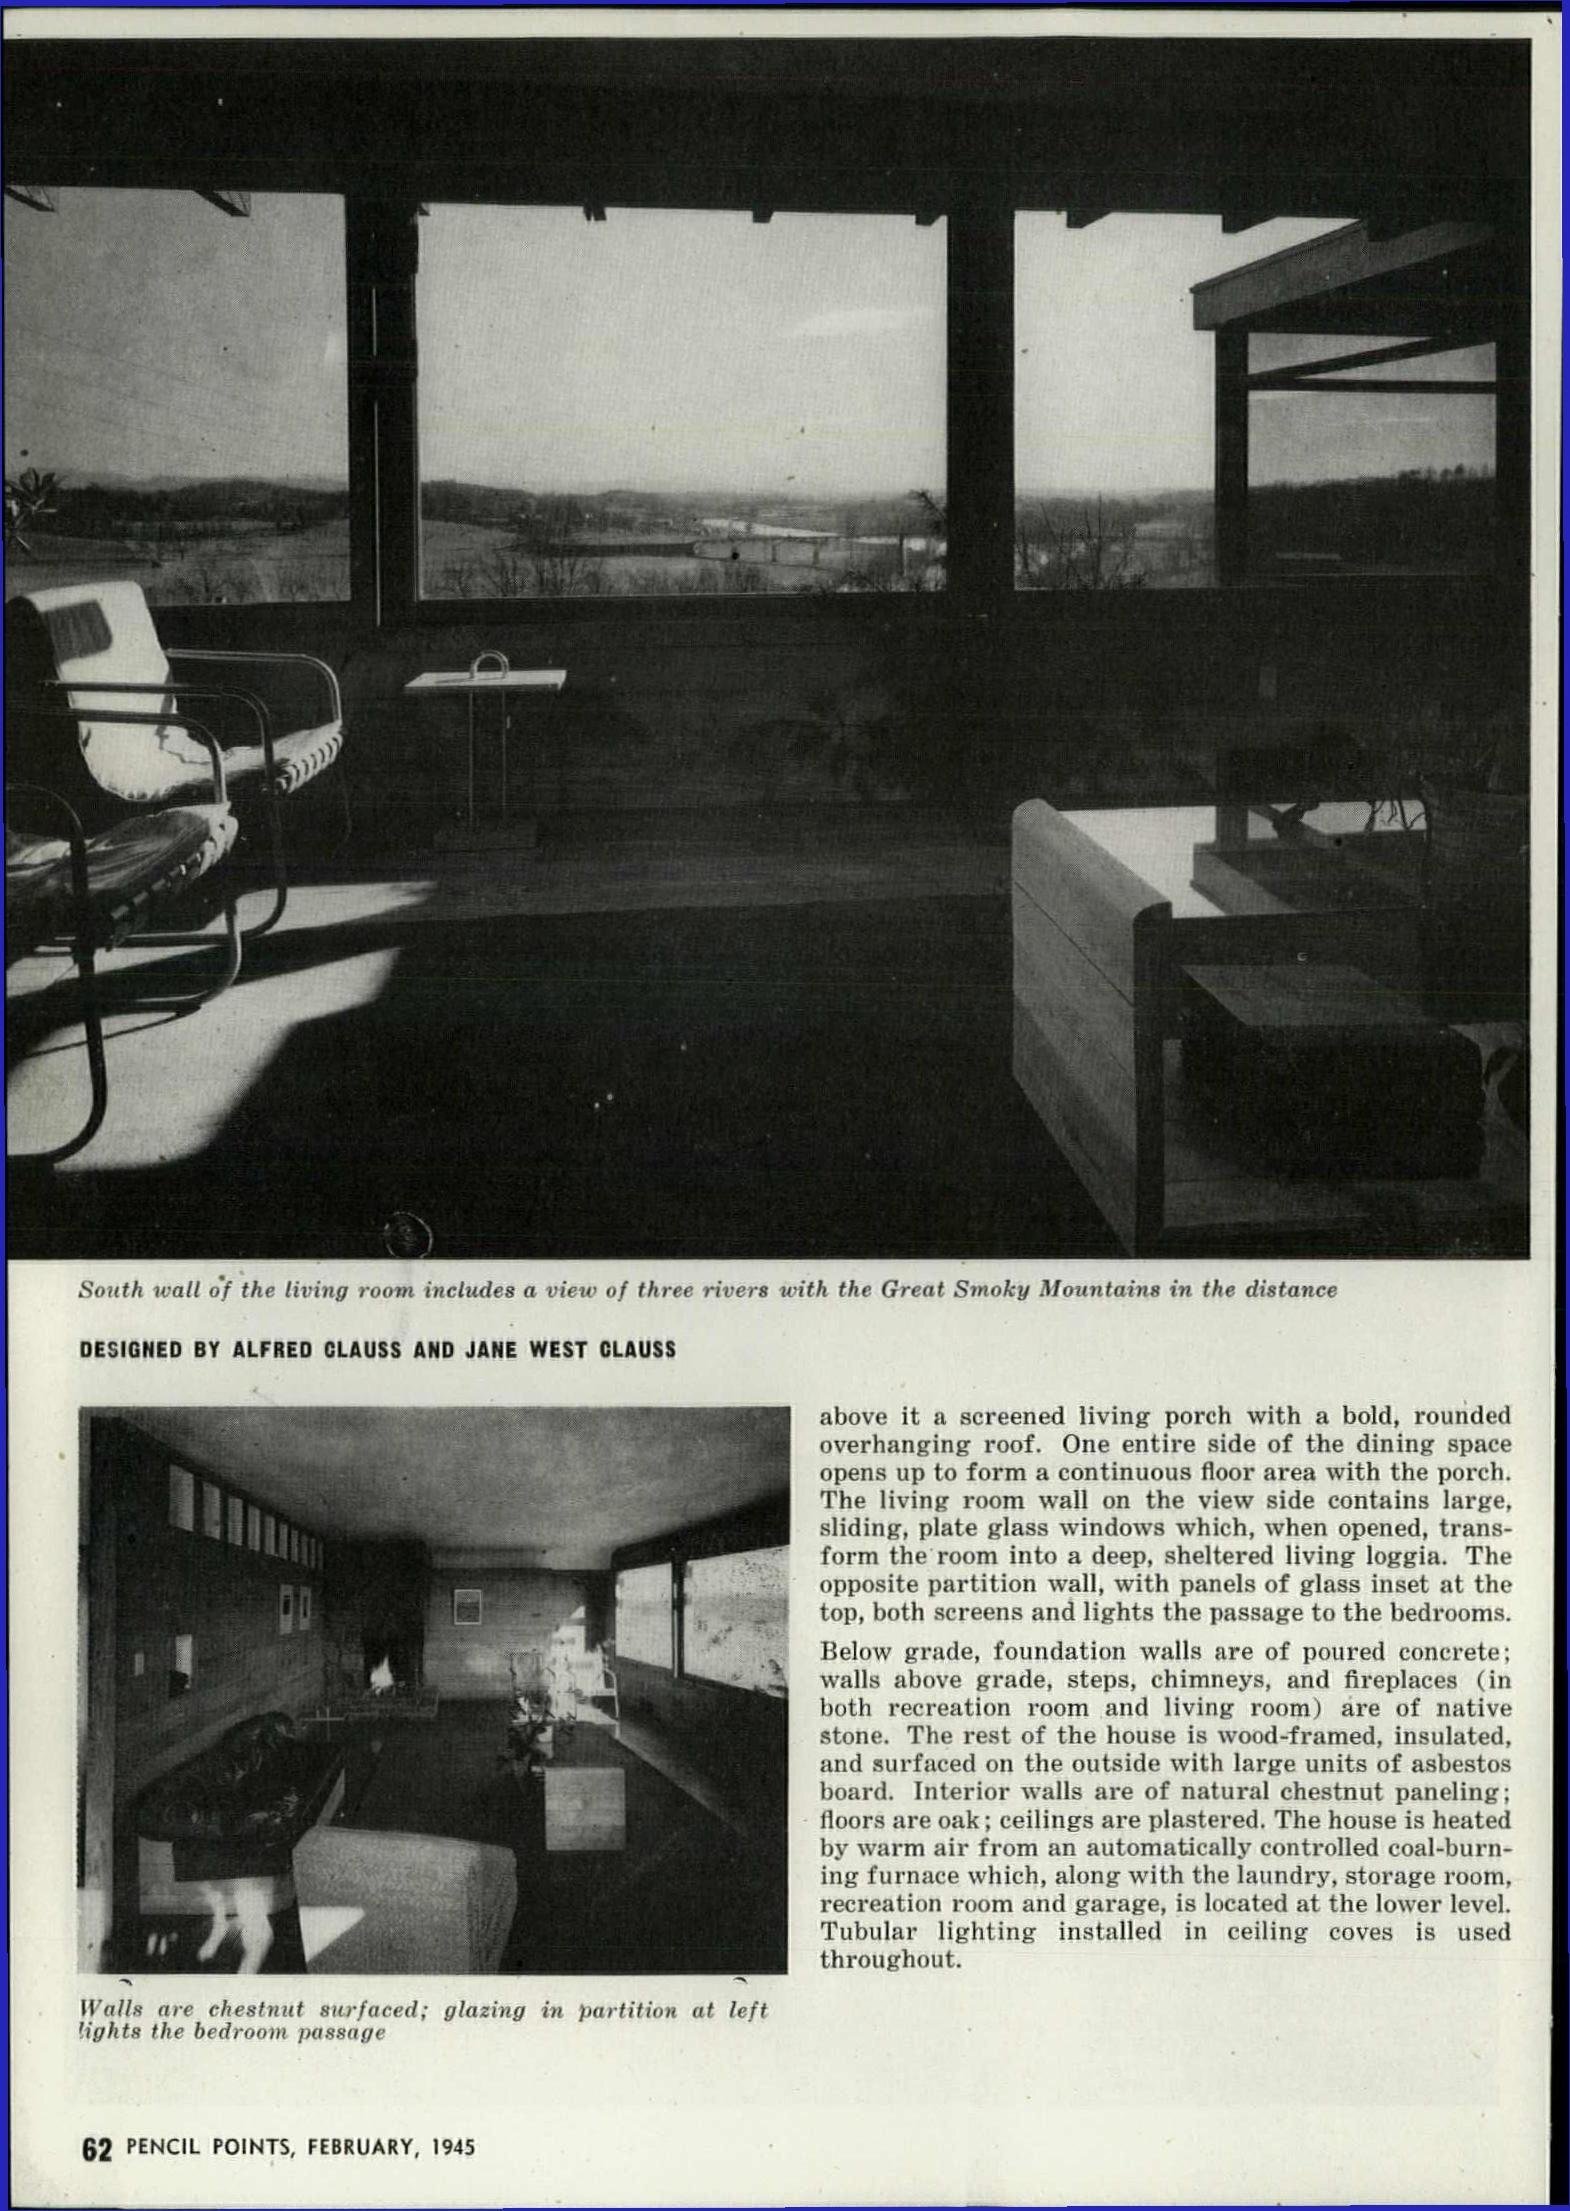 South wall of the living room includes a view of three rivers with the Great Smoky Mountains in the distance
DESIGNED BY ALFRED CLAUSS AND JANE WEST CLAUSS
above it a screened living porch with a bold, rounded
overhanging roof. One entire side of the dining space
opens up to form a continuous floor area with the porch.
The living room wall on the view side contains large,
sliding, plate glass windows which, when opened, trans-
form the room into a deep, sheltered living loggia. The
opposite partition wall, with panels of glass inset at the
top, both screens and lights the passage to the bedrooms.
Below grade, foundation walls are of poured concrete;
walls above grade, steps, chimneys, and fireplaces (in
both recreation room and living room) are of native
stone. The rest of the house is wood-framed, insulated,
and surfaced on the outside with large units of asbestos
board. Interior walls are of natural chestnut paneling;
floors are oak; ceilings are plastered. The house is heated
by warm air from an automatically controlled coal-burn-
ing furnace which, along with the laundry, storage room,
recreation room and garage, is located at the lower level.
Tubular lighting installed in ceiling coves is used
throughout.
Walls are chestnut surfaced; glazing in partition at left
lights the bedroom passage
62 PENCIL POINTS, FEBRUARY, 1945